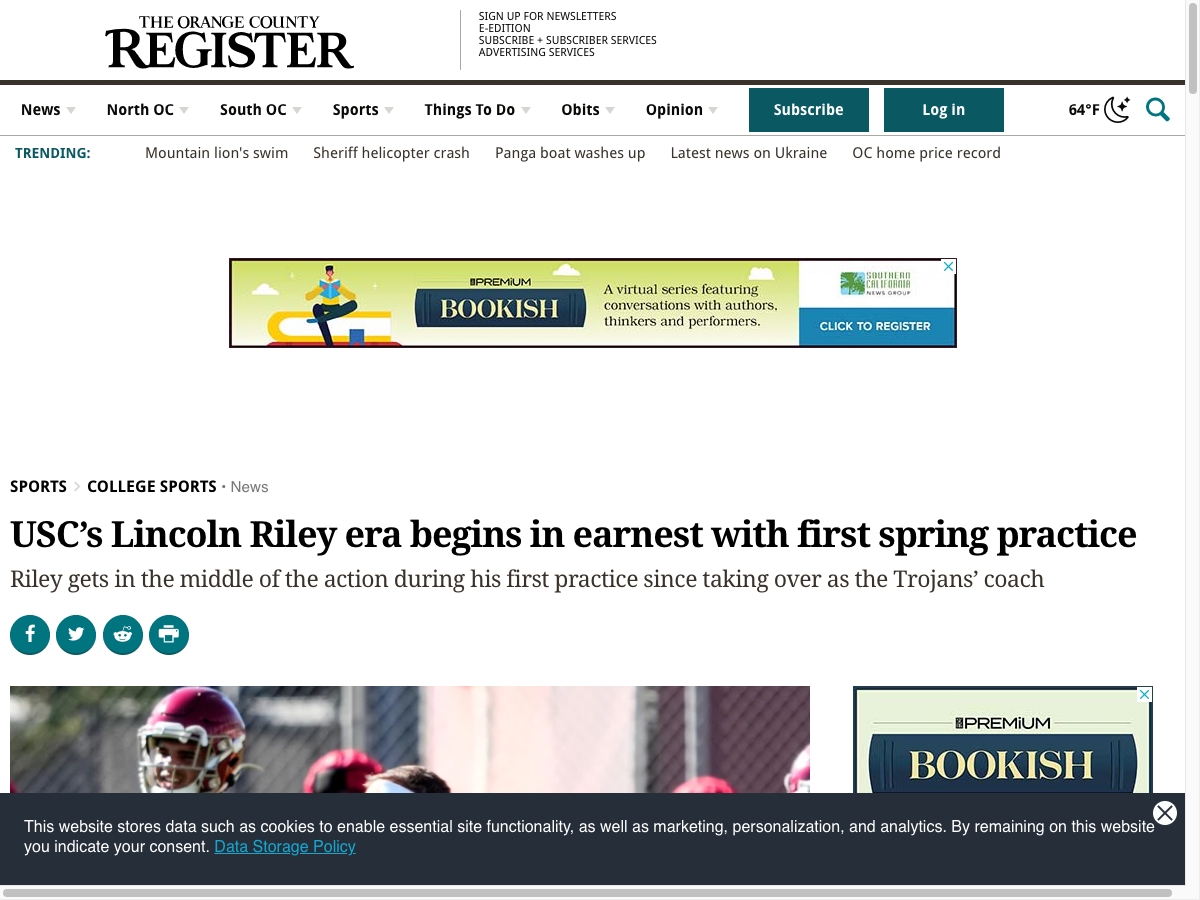 THE ORANGE COUNTY
REGISTER
SIGN UP FOR NEWSLETTERS
E-EDITION
SUBSCRIBE + SUBSCRIBER SERVICES
ADVERTISING SERVICES
News North OC South OC Sports Things To Do Obits Opinion Subscribe Log in 64°F
TRENDING: Mountain lion's swim Sheriff helicopter crash Panga boat washes up Latest news on Ukraine OC home price record
PREMIUM
BOOKISH
A virtual series featuring
conversations with authors,
thinkers and performers.
SOUTHERN
CALIFORNIA
NEWS GROUP
CLICK TO REGISTER
SPORTS COLLEGE SPORTS • News
USC’s Lincoln Riley era begins in earnest with first spring practice
Riley gets in the middle of the action during his first practice since taking over as the Trojans’ coach
PREMIUM
BOOKISH
This website stores data such as cookies to enable essential site functionality, as well as marketing, personalization, and analytics. By remaining on this website
you indicate your consent. Data Storage Policy